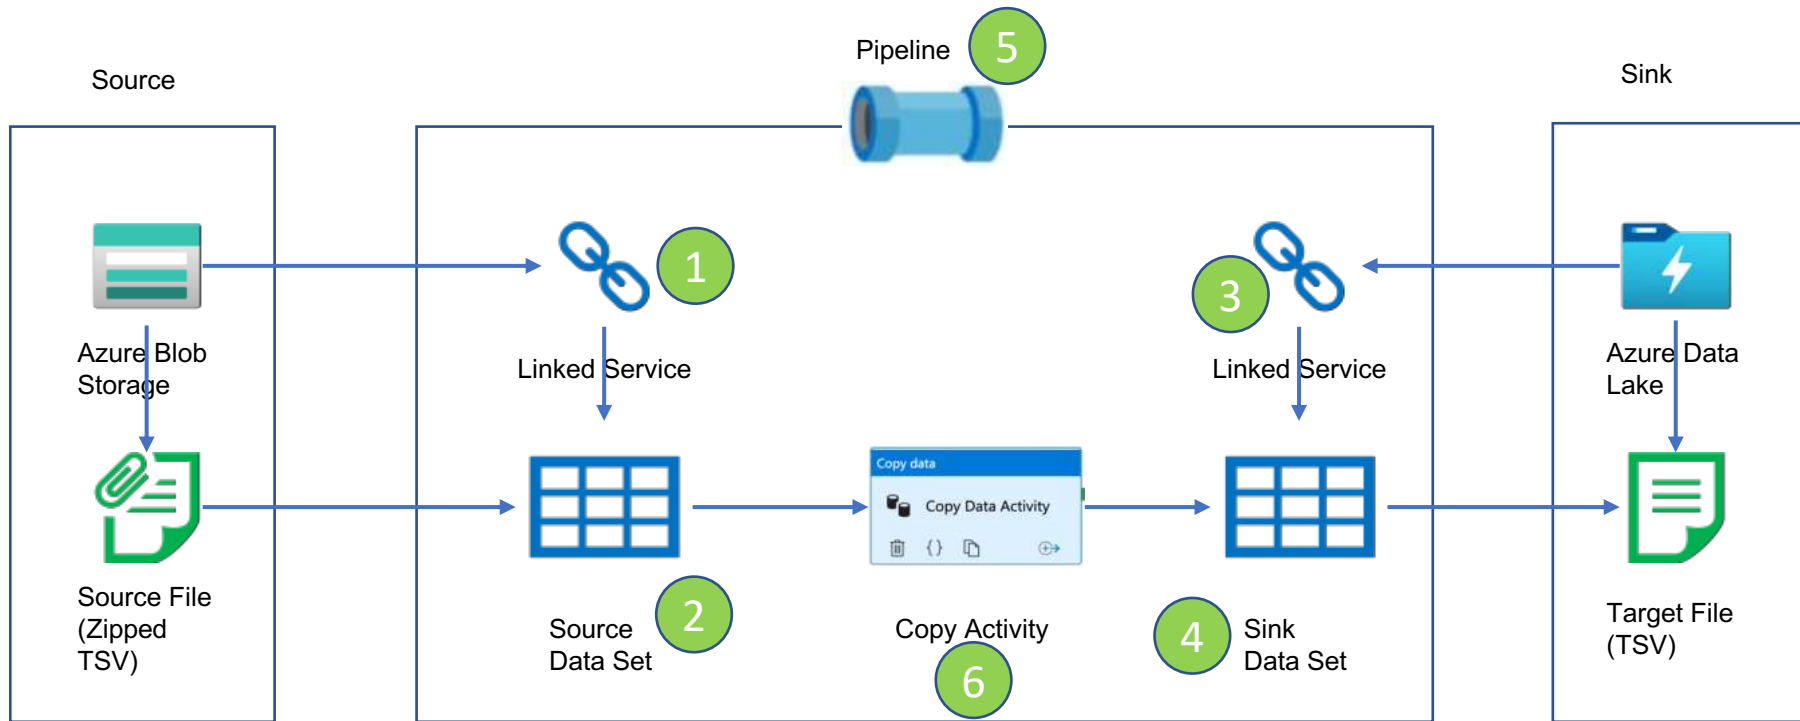 Pipeline
5
Source
Sink
1
3
Azure Blob
Storage
Linked Service
Linked Service
Azure Data
Lake
Copy data
Copy Data Activity
{}
Source File
(Zipped
TSV)
Source
Data Set
2
Copy Activity
6
4
Sink
Data Set
Target File
(TSV)